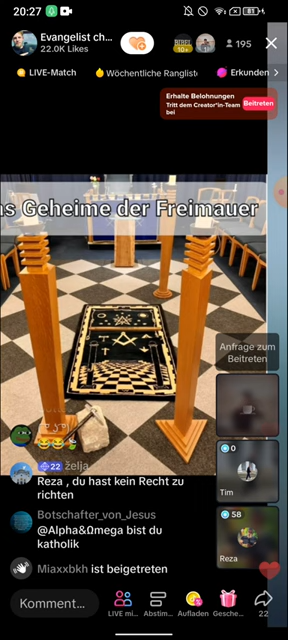 20:27
81
Evangelist ch...
22.0K Likes
10+
195
LIVE-Match
Wöchentliche Ranglist
Erkunden
Erhalte Belohnungen
Tritt dem Creator*in-Team bei
Beitreten
as Geheime der Freimauer
Anfrage zum
Beitreten
0
Tim
58
Reza
22 želja
Reza , du hast kein Recht zu
richten
Botschafter_von_Jesus
@Alpha&Ωmega bist du
katholik
Miaxxbkh ist beigetreten
Komment...
LIVE mi...
Abstim...
Aufladen
Gesche...
22